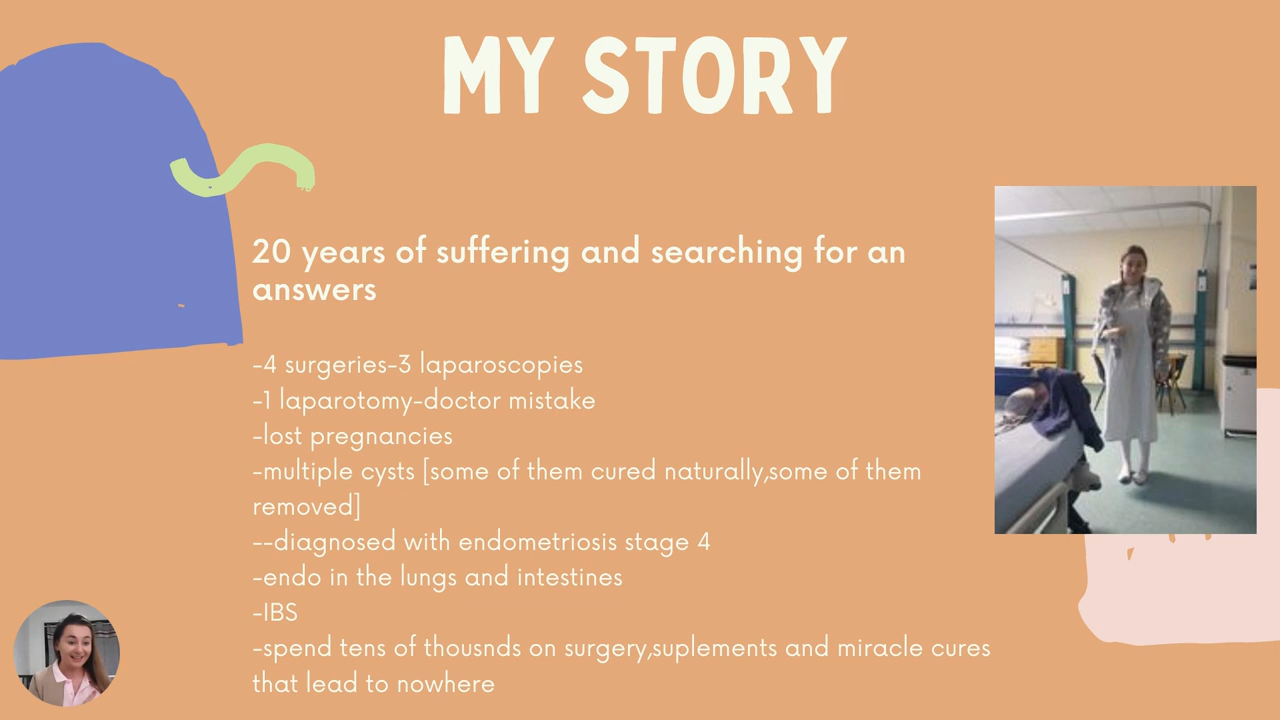 MY STORY
20 years of suffering and searching for an
answers
-4 surgeries-3 laparoscopies
-1 laparotomy-doctor mistake
-lost pregnancies
-multiple cysts [some of them cured naturally,some of them
removed]
--diagnosed with endometriosis stage 4
-endo in the lungs and intestines
-IBS
-spend tens of thousnds on surgery,suplements and miracle cures
that lead to nowhere